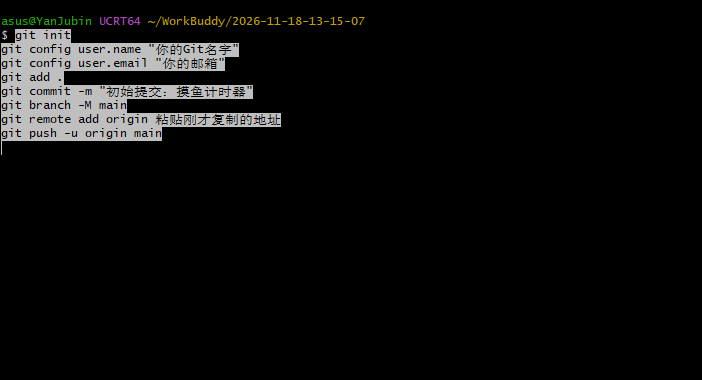 asus@YanJubin UCRT64 ~/WorkBuddy/2026-11-18-13-15-07
$ git init
git config user.name "你的Git名字"
git config user.email "你的邮箱"
git add .
git commit -m "初始提交：摸鱼计时器"
git branch -M main
git remote add origin 粘贴刚才复制的地址
git push -u origin main